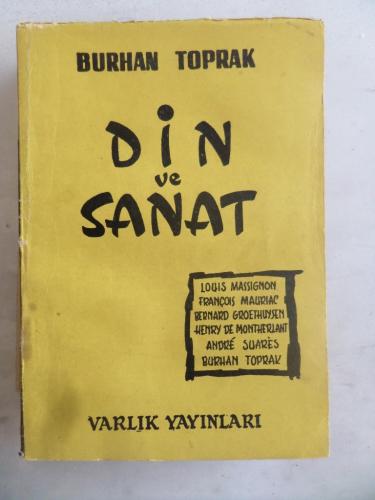 BURHAN TOPRAK
DİN
ve
SANAT
LOUIS MASSIGNON
FRANÇOIS MAURIAC
BERNARD GROETHUYSEN
HENRY DE MONTHERLANT
ANDRÉ SUARÈS
BURHAN TOPRAK
VARLIK YAYINLARI